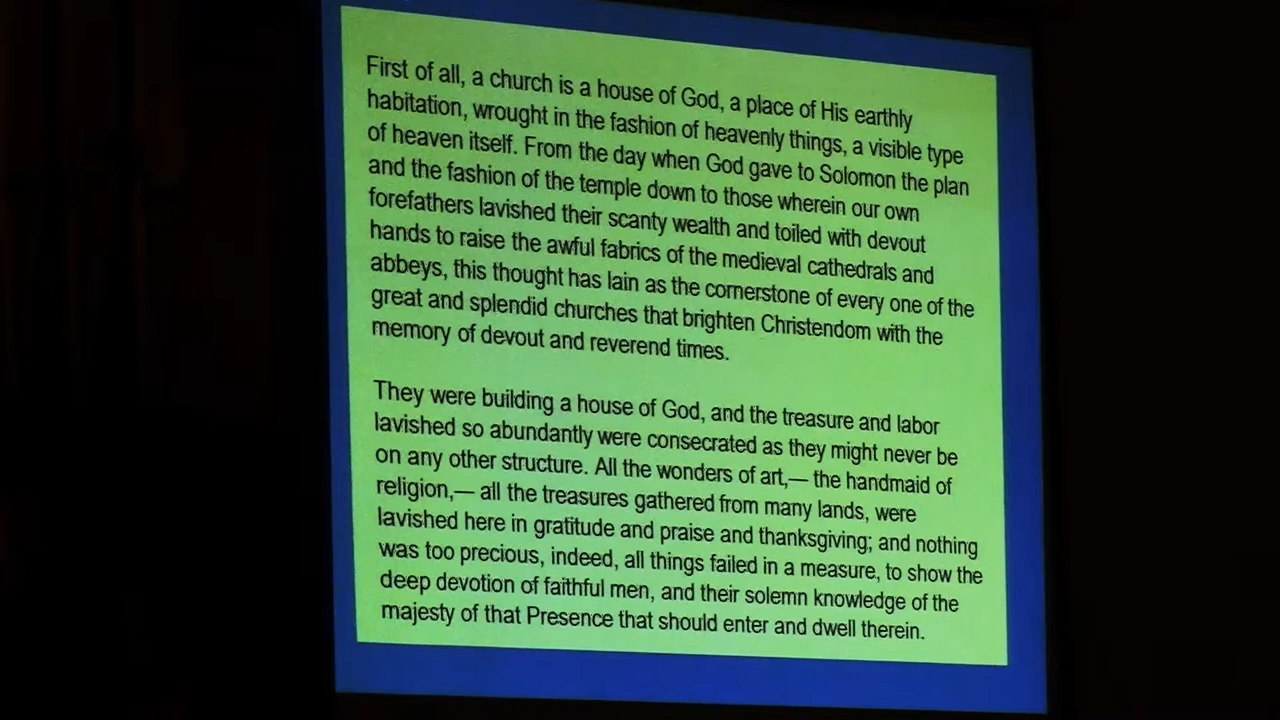 First of all, a church is a house of God, a place of His earthly
habitation, wrought in the fashion of heavenly things, a visible type
of heaven itself. From the day when God gave to Solomon the plan
and the fashion of the temple down to those wherein our own
forefathers lavished their scanty wealth and toiled with devout
hands to raise the awful fabrics of the medieval cathedrals and
abbeys, this thought has lain as the cornerstone of every one of the
great and splendid churches that brighten Christendom with the
memory of devout and reverend times.
They were building a house of God, and the treasure and labor
lavished so abundantly were consecrated as they might never be
on any other structure. All the wonders of art,— the handmaid of
religion,— all the treasures gathered from many lands, were
lavished here in gratitude and praise and thanksgiving; and nothing
was too precious, indeed, all things failed in a measure, to show the
deep devotion of faithful men, and their solemn knowledge of the
majesty of that Presence that should enter and dwell therein.